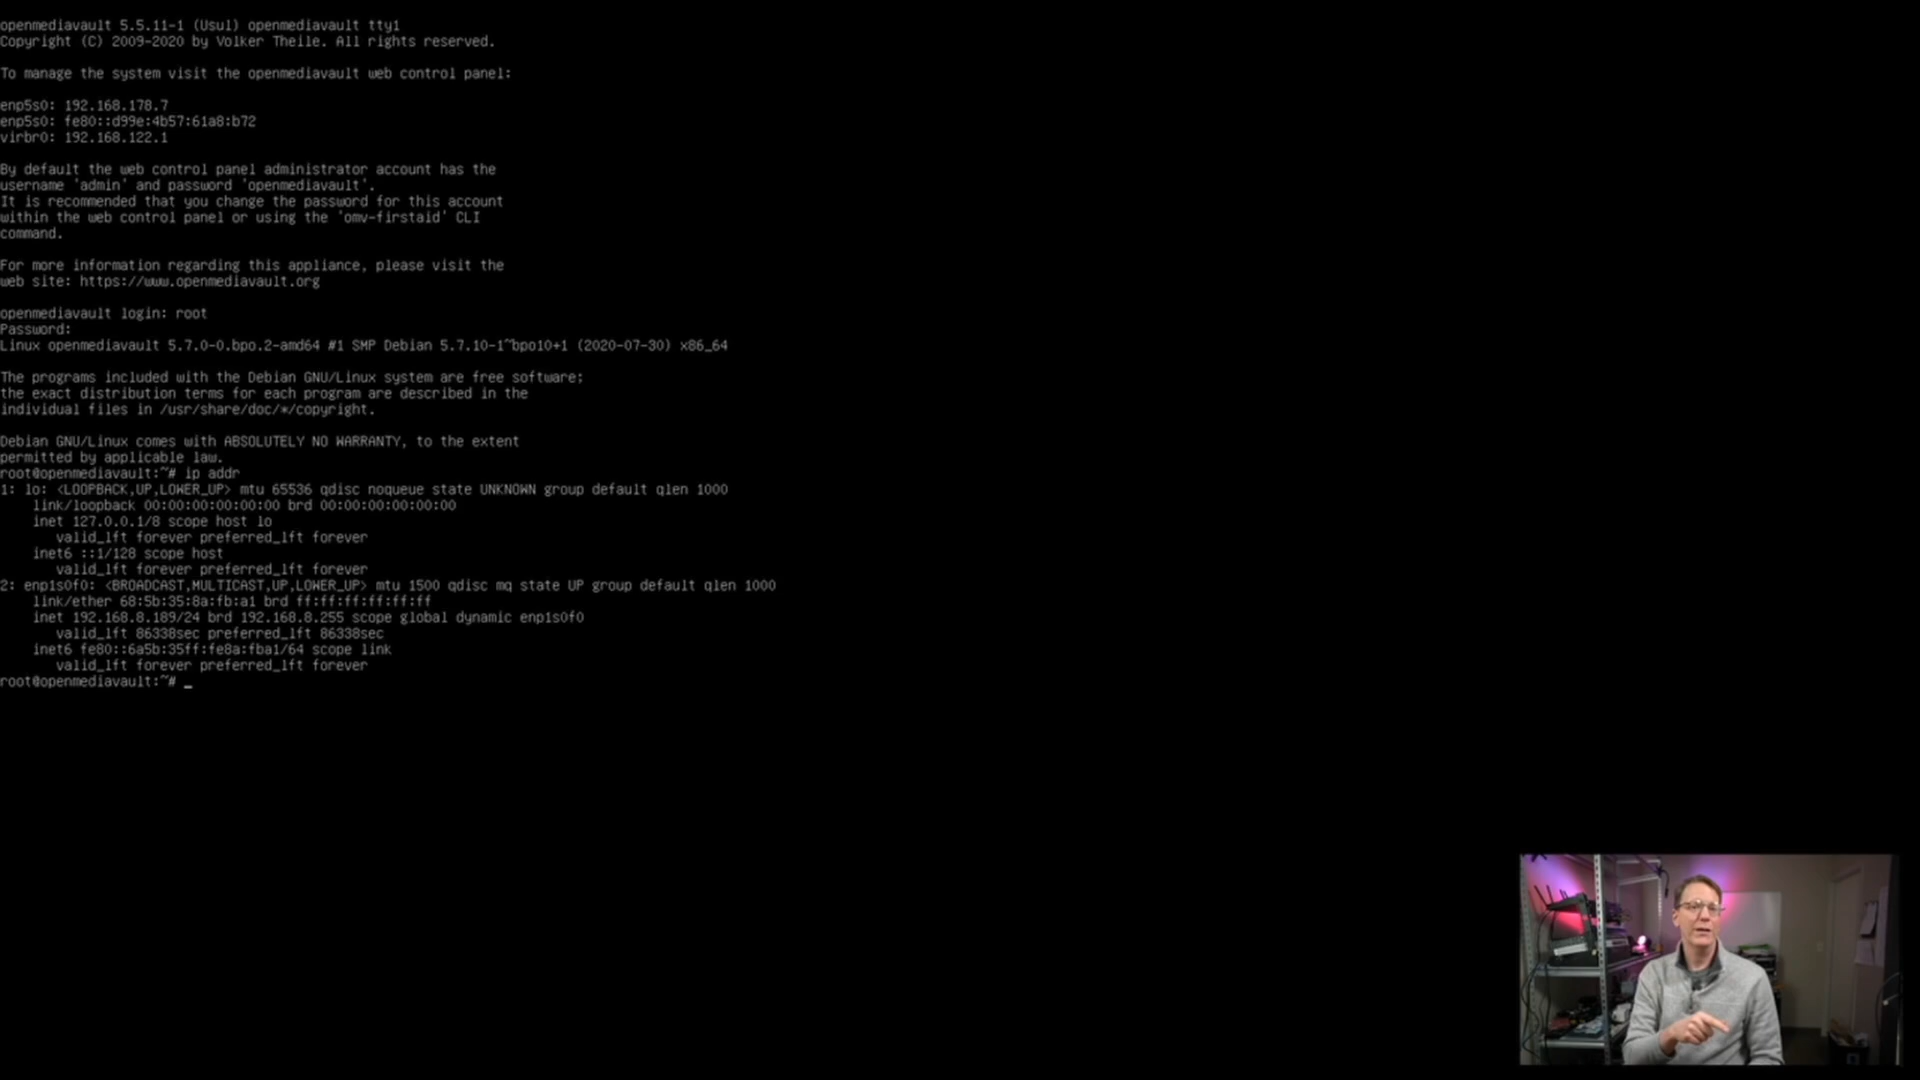 openmediavault 5.5.11-1 (Usul) openmediavault tty1
Copyright (C) 2009-2020 by Volker Theile. All rights reserved.
To manage the system visit the openmediavault web control panel:
enp5s0: 192.168.178.7
enp5s0: fe80::d99e:4b57:61a8:b72
virbr0: 192.168.122.1
By default the web control panel administrator account has the
username 'admin' and password 'openmediavault'.
It is recommended that you change the password for this account
within the web control panel or using the 'omv-firstaid' CLI
command.
For more information regarding this appliance, please visit the
web site: https://www.openmediavault.org
openmediavault login: root
Password:
Linux openmediavault 5.7.0-0.bpo.2-amd64 #1 SMP Debian 5.7.10-1~bpo10+1 (2020-07-30) x86_64
The programs included with the Debian GNU/Linux system are free software;
the exact distribution terms for each program are described in the
individual files in /usr/share/doc/*/copyright.
Debian GNU/Linux comes with ABSOLUTELY NO WARRANTY, to the extent
permitted by applicable law.
root@openmediavault:~# ip addr
1: lo: <LOOPBACK,UP,LOWER_UP> mtu 65536 qdisc noqueue state UNKNOWN group default qlen 1000
link/loopback 00:00:00:00:00:00 brd 00:00:00:00:00:00
inet 127.0.0.1/8 scope host lo
valid_lft forever preferred_lft forever
inet6 ::1/128 scope host
valid_lft forever preferred_lft forever
2: enp1s0f0: <BROADCAST,MULTICAST,UP,LOWER_UP> mtu 1500 qdisc mq state UP group default qlen 1000
link/ether 68:5b:35:8a:fb:a1 brd ff:ff:ff:ff:ff:ff
inet 192.168.8.189/24 brd 192.168.8.255 scope global dynamic enp1s0f0
valid_lft 86338sec preferred_lft 86338sec
inet6 fe80::6a5b:35ff:fe8a:fba1/64 scope link
valid_lft forever preferred_lft forever
root@openmediavault:~# _